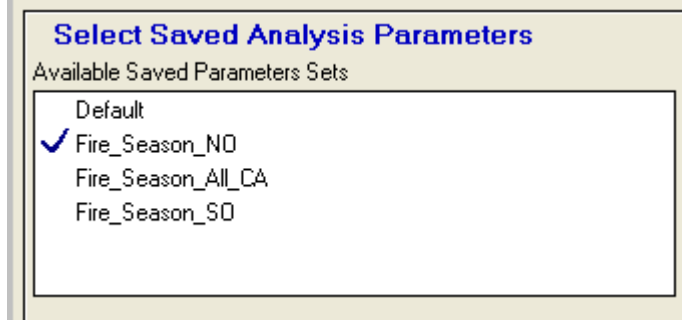 Select Saved Analysis Parameters
Available Saved Parameters Sets
Default
Fire_Season_NO
Fire_Season_All_CA
Fire_Season_SO